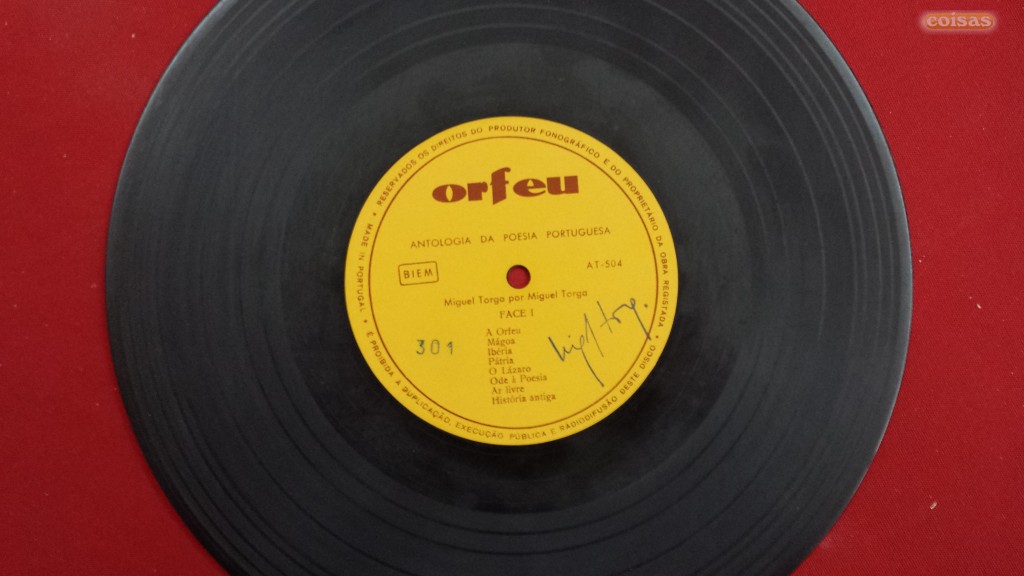 coisas
RESERVADOS OS DIREITOS DO PRODUTOR FONOGRÁFICO E DO PROPRIETÁRIO DA OBRA REGISTADA • MADE IN PORTUGAL • É PROIBIDA A DUPLICAÇÃO, EXECUÇÃO PÚBLICA E RADIODIFUSÃO DESTE DISCO •
orfeu
ANTOLOGIA DA POESIA PORTUGUESA
BIEM
AT-504
Miguel Torga por Miguel Torga
FACE I
301
A Orfeu
Mágoa
Ibéria
Pátria
O Lázaro
Ode à Poesia
Ar livre
História antiga